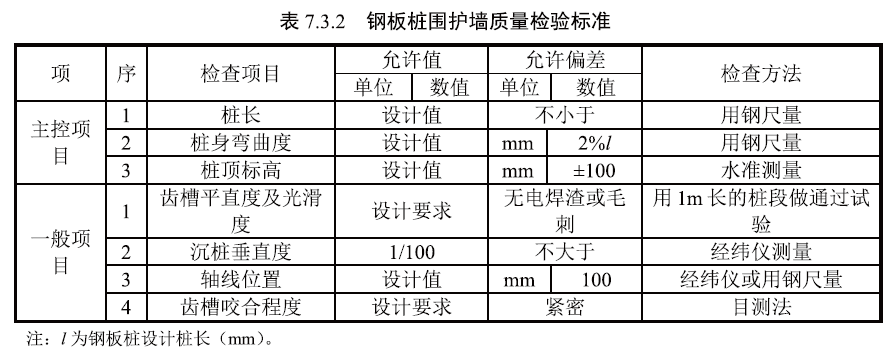 表 7.3.2 钢板桩围护墙质量检验标准
项 序 检查项目 允许值 允许偏差 检查方法
单位 数值 单位 数值
主控项目 1 桩长 设计值 不小于 用钢尺量
2 桩身弯曲度 设计值 mm 2%l 用钢尺量
3 桩顶标高 设计值 mm ±100 水准测量
一般项目 1 齿槽平直度及光滑度 设计要求 无电焊渣或毛刺 用 1m 长的桩段做通过试验
2 沉桩垂直度 1/100 不大于 经纬仪测量
3 轴线位置 设计值 mm 100 经纬仪或用钢尺量
4 齿槽咬合程度 设计要求 紧密 目测法
注：l 为钢板桩设计桩长（mm）。